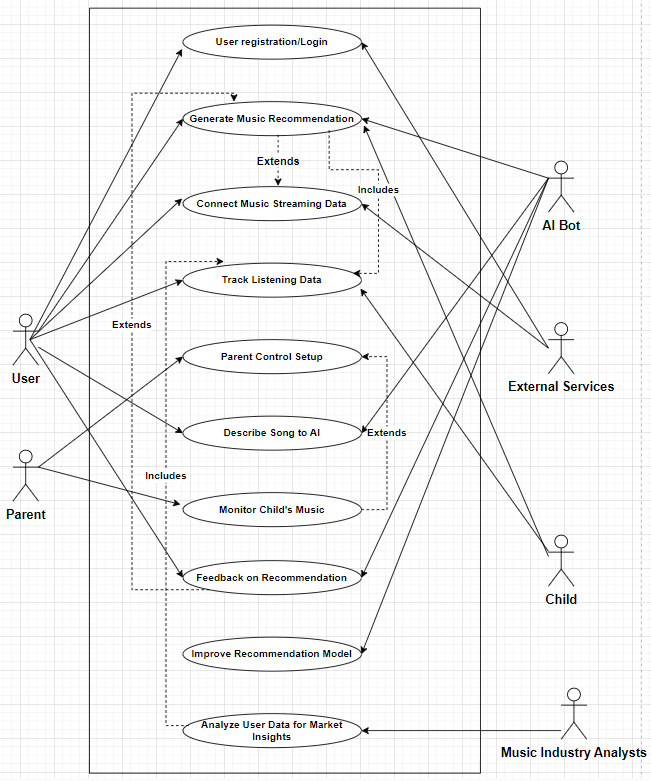 User registration/Login
Generate Music Recommendation
Extends
Includes
Connect Music Streaming Data
AI Bot
Track Listening Data
Extends
User
Parent Control Setup
External Services
Describe Song to AI
Extends
Includes
Parent
Monitor Child's Music
Feedback on Recommendation
Child
Improve Recommendation Model
Analyze User Data for Market
Insights
Music Industry Analysts